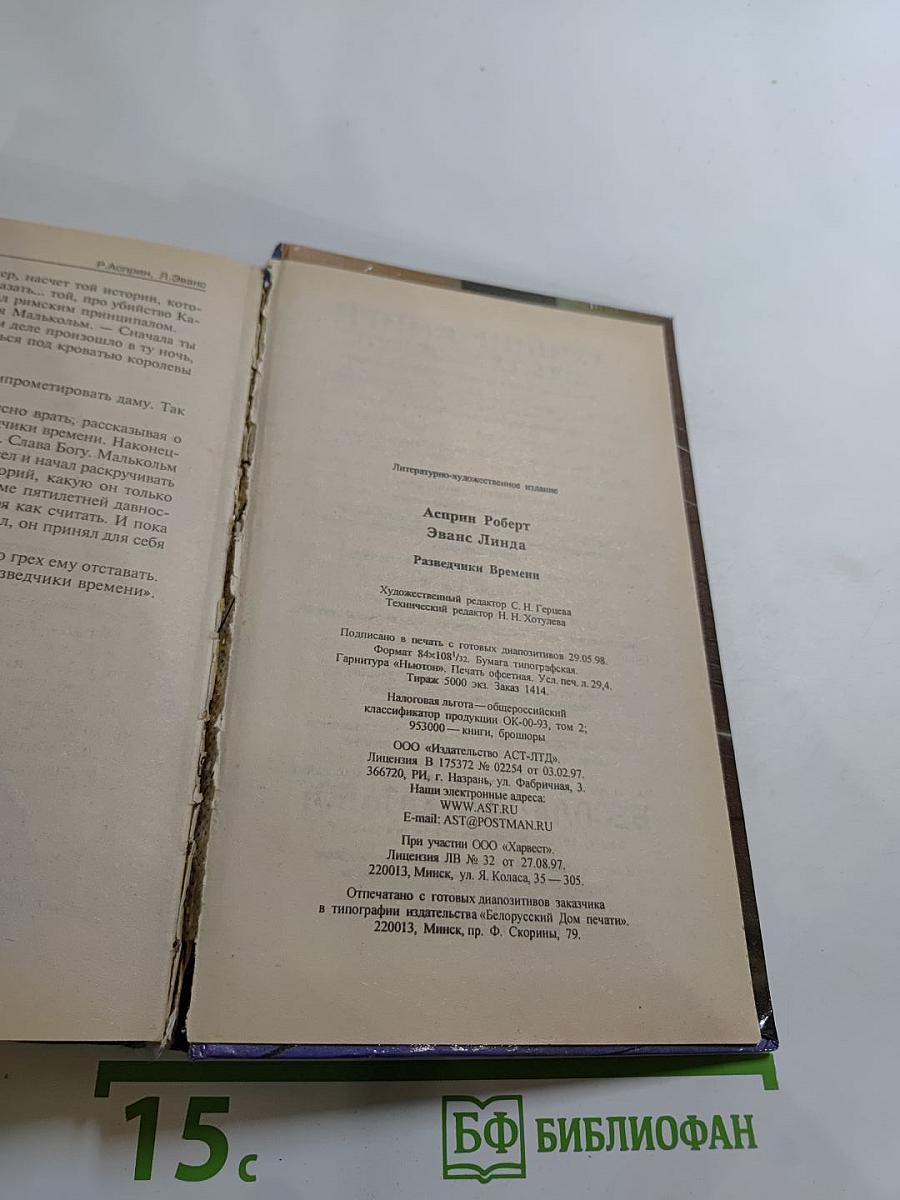 Р.Асприн, Л.Эванс
ер, насчет той истории, кото-
азать... той, про убийство Ка-
л римским принципалом.
я Малькольм. — Сначала ты
м деле произошло в ту ночь,
ься под кроватью королевы
мпрометировать даму. Так
сно врать, рассказывая о
чики времени. Наконец-
. Слава Богу. Малькольм
ел и начал раскручивать
орий, какую он только
ме пятилетней давнос-
я как считать. И пока
л, он принял для себя
о грех ему отставать.
зведчики времени».
Литературно-художественное издание
Асприн Роберт
Эванс Линда
Разведчики Времени
Художественный редактор С. Н. Герцева
Технический редактор Н. Н. Хотулева
Подписано в печать с готовых диапозитивов 29.05.98.
Формат 84×108¹/₃₂. Бумага типографская.
Гарнитура «Ньютон». Печать офсетная. Усл. печ. л. 29,4.
Тираж 5000 экз. Заказ 1414.
Налоговая льгота — общероссийский
классификатор продукции ОК-00-93, том 2;
953000 — книги, брошюры
ООО «Издательство АСТ-ЛТД».
Лицензия В 175372 № 02254 от 03.02.97.
366720, РИ, г. Назрань, ул. Фабричная, 3.
Наши электронные адреса:
WWW.AST.RU
E-mail: AST@POSTMAN.RU
При участии ООО «Харвест».
Лицензия ЛВ № 32 от 27.08.97.
220013, Минск, ул. Я. Коласа, 35 — 305.
Отпечатано с готовых диапозитивов заказчика
в типографии издательства «Белорусский Дом печати».
220013, Минск, пр. Ф. Скорины, 79.
15 с
БФ БИБЛИОФАН